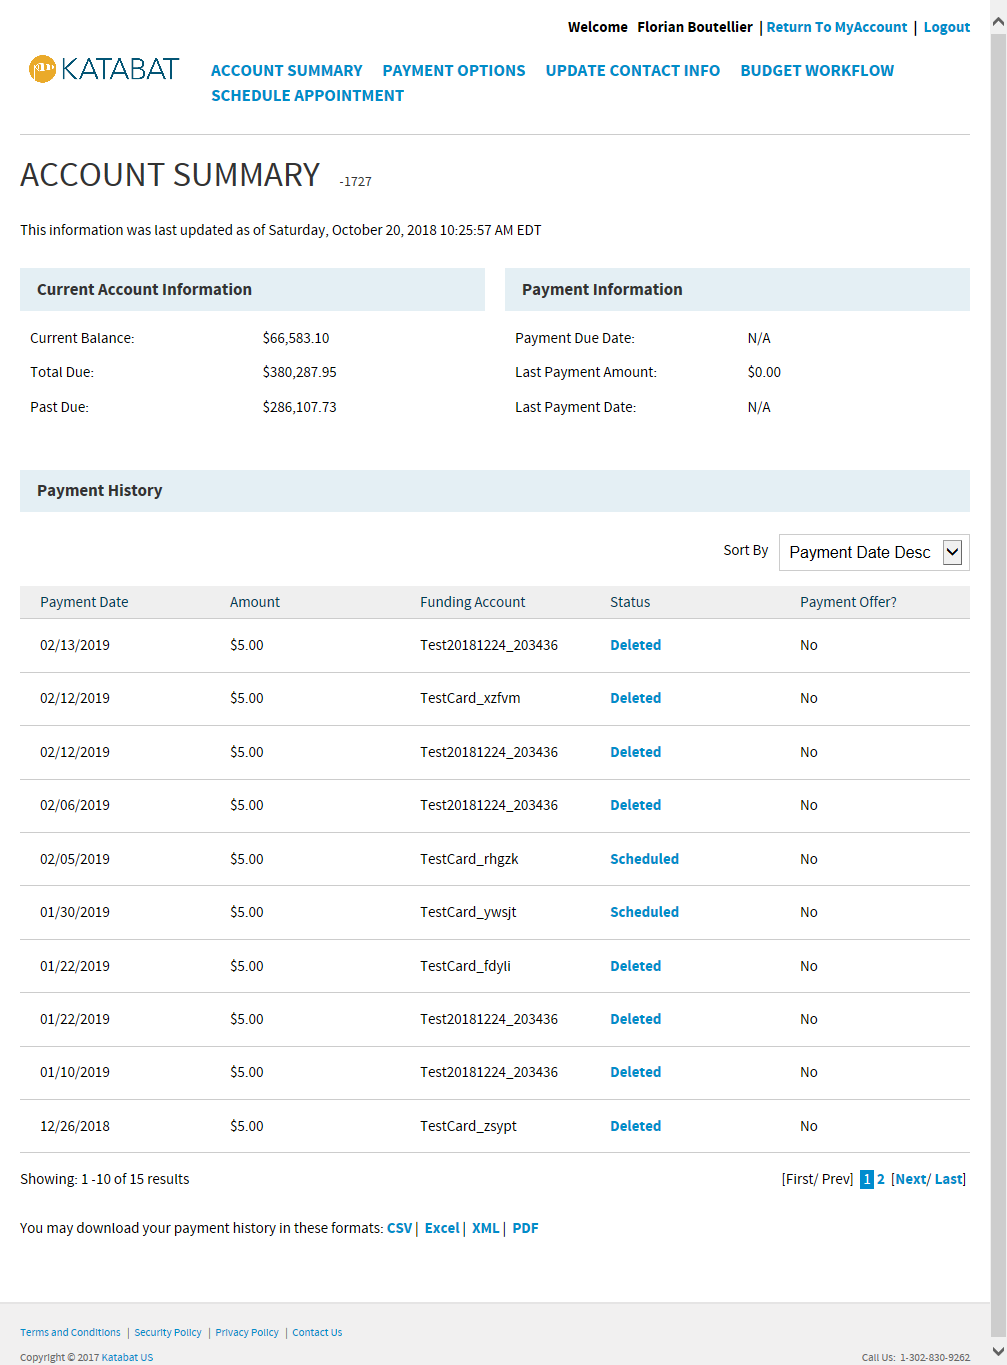 Welcome Florian Boutellier | Return To MyAccount | Logout
KATABAT
ACCOUNT SUMMARY PAYMENT OPTIONS UPDATE CONTACT INFO BUDGET WORKFLOW
SCHEDULE APPOINTMENT
ACCOUNT SUMMARY -1727
This information was last updated as of Saturday, October 20, 2018 10:25:57 AM EDT
Current Account Information
Current Balance: $66,583.10
Total Due: $380,287.95
Past Due: $286,107.73
Payment Information
Payment Due Date: N/A
Last Payment Amount: $0.00
Last Payment Date: N/A
Payment History
Sort By Payment Date Desc
Payment Date Amount Funding Account Status Payment Offer?
02/13/2019 $5.00 Test20181224_203436 Deleted No
02/12/2019 $5.00 TestCard_xzfvm Deleted No
02/12/2019 $5.00 Test20181224_203436 Deleted No
02/06/2019 $5.00 Test20181224_203436 Deleted No
02/05/2019 $5.00 TestCard_rhgzk Scheduled No
01/30/2019 $5.00 TestCard_ywsjt Scheduled No
01/22/2019 $5.00 TestCard_fdyli Deleted No
01/22/2019 $5.00 Test20181224_203436 Deleted No
01/10/2019 $5.00 Test20181224_203436 Deleted No
12/26/2018 $5.00 TestCard_zsypt Deleted No
Showing: 1 -10 of 15 results [First/ Prev] 1 2 [Next/ Last]
You may download your payment history in these formats: CSV | Excel | XML | PDF
Terms and Conditions | Security Policy | Privacy Policy | Contact Us
Copyright © 2017 Katabat US Call Us: 1-302-830-9262